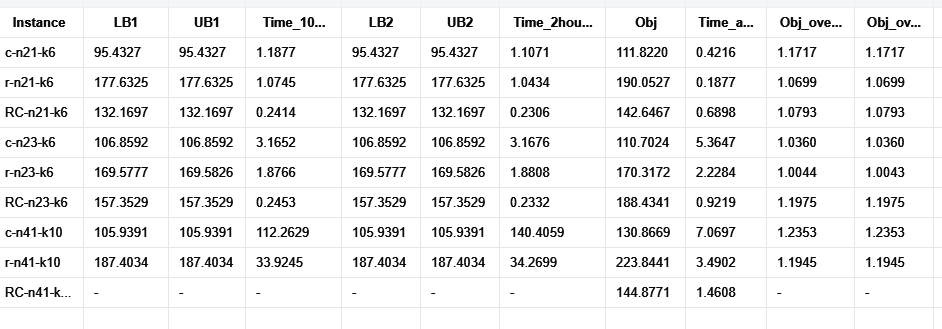 Instance LB1 UB1 Time_10... LB2 UB2 Time_2hou... Obj Time_a... Obj_ove... Obj_ov...
c-n21-k6 95.4327 95.4327 1.1877 95.4327 95.4327 1.1071 111.8220 0.4216 1.1717 1.1717
r-n21-k6 177.6325 177.6325 1.0745 177.6325 177.6325 1.0434 190.0527 0.1877 1.0699 1.0699
RC-n21-k6 132.1697 132.1697 0.2414 132.1697 132.1697 0.2306 142.6467 0.6898 1.0793 1.0793
c-n23-k6 106.8592 106.8592 3.1652 106.8592 106.8592 3.1676 110.7024 5.3647 1.0360 1.0360
r-n23-k6 169.5777 169.5826 1.8766 169.5777 169.5826 1.8808 170.3172 2.2284 1.0044 1.0043
RC-n23-k6 157.3529 157.3529 0.2453 157.3529 157.3529 0.2332 188.4341 0.9219 1.1975 1.1975
c-n41-k10 105.9391 105.9391 112.2629 105.9391 105.9391 140.4059 130.8669 7.0697 1.2353 1.2353
r-n41-k10 187.4034 187.4034 33.9245 187.4034 187.4034 34.2699 223.8441 3.4902 1.1945 1.1945
RC-n41-k... - - - - - - 144.8771 1.4608 - -